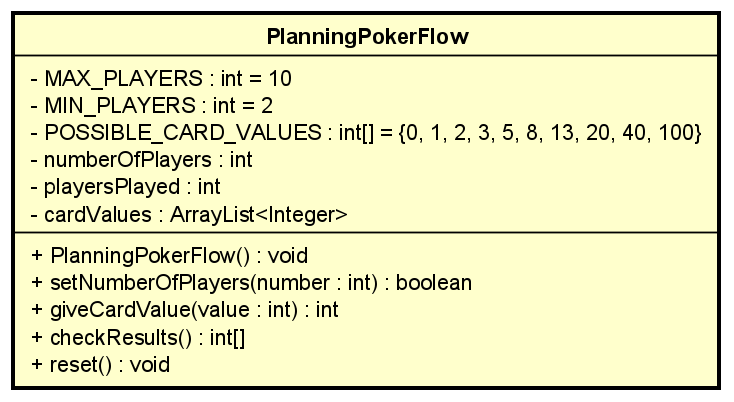 PlanningPokerFlow
- MAX_PLAYERS : int = 10
- MIN_PLAYERS : int = 2
- POSSIBLE_CARD_VALUES : int[] = {0, 1, 2, 3, 5, 8, 13, 20, 40, 100}
- numberOfPlayers : int
- playersPlayed : int
- cardValues : ArrayList<Integer>
+ PlanningPokerFlow() : void
+ setNumberOfPlayers(number : int) : boolean
+ giveCardValue(value : int) : int
+ checkResults() : int[]
+ reset() : void